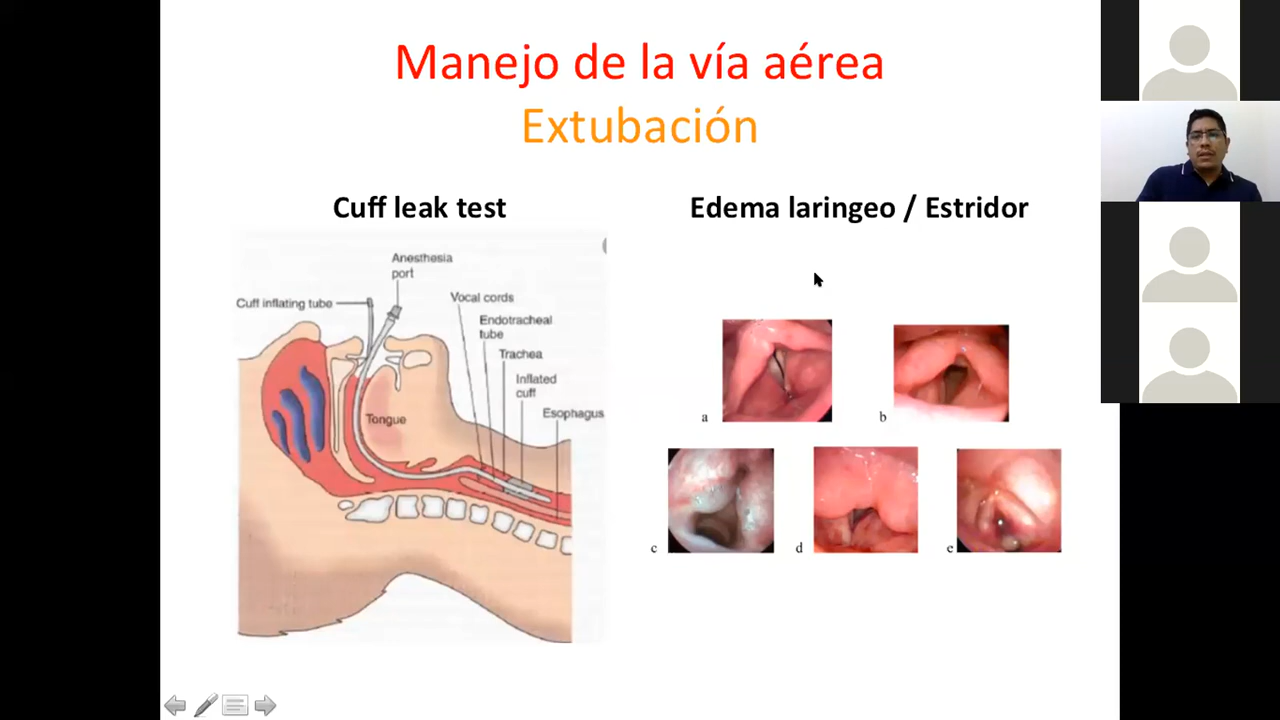 Manejo de la vía aérea
Extubación
Cuff leak test
Anesthesia
port
Cuff inflating tube
Vocal cords
Endotracheal
tube
Trachea
Inflated
cuff
Esophagus
Tongue
Edema laringeo / Estridor
a
b
c
d
e